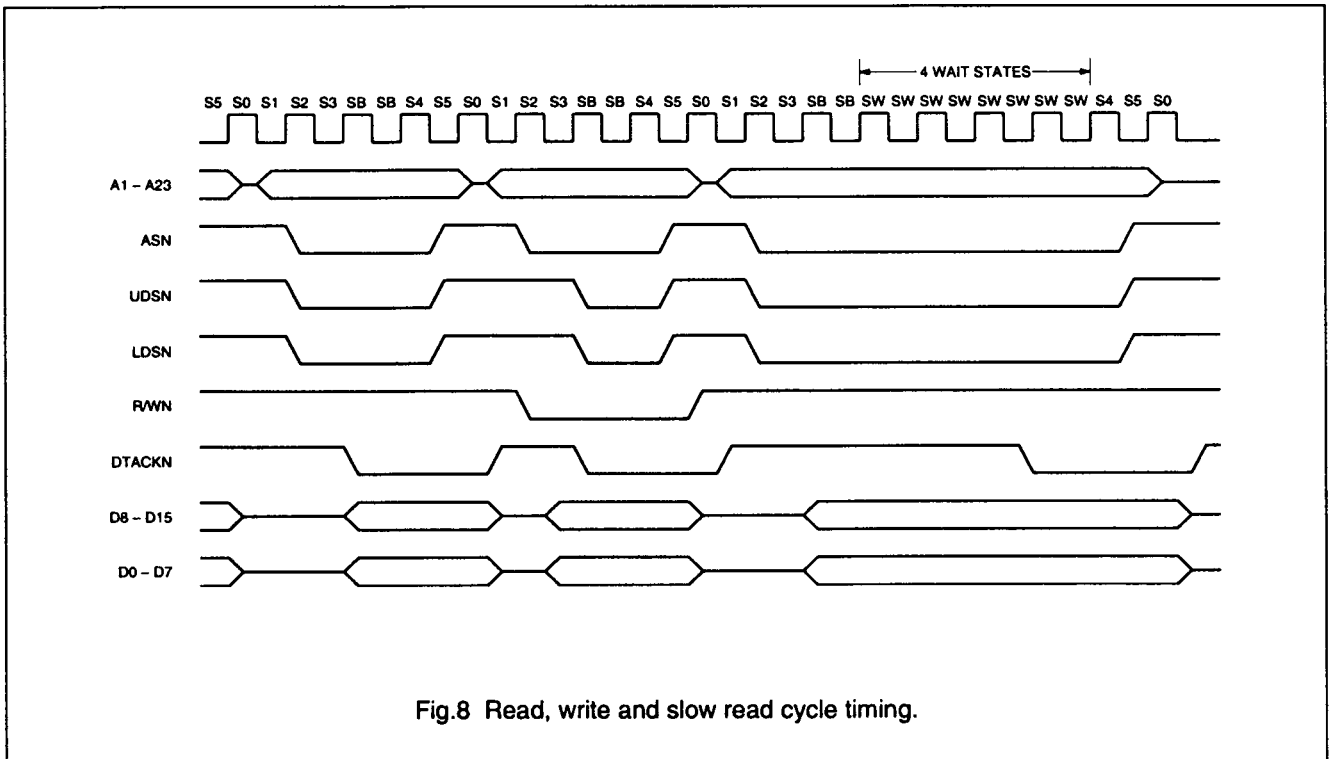 4 WAIT STATES
S5 S0 S1 S2 S3 SB SB S4 S5 S0 S1 S2 S3 SB SB S4 S5 S0 S1 S2 S3 SB SB SW SW SW SW SW SW SW SW S4 S5 S0
A1 – A23
ASN
UDSN
LDSN
R/WN
DTACKN
D8 – D15
D0 – D7
Fig.8 Read, write and slow read cycle timing.